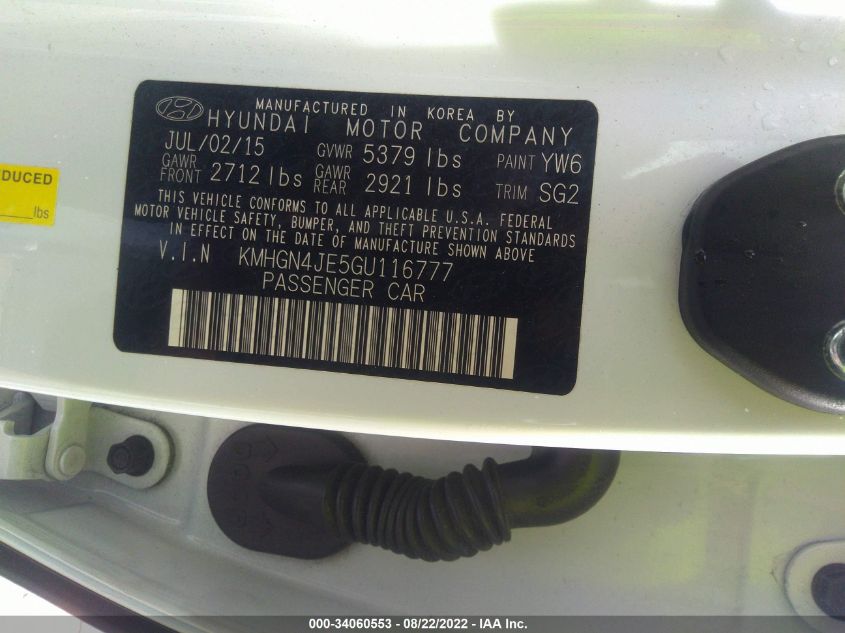 MANUFACTURED IN KOREA BY
HYUNDAI MOTOR COMPANY
JUL/02/15 GVWR 5379 lbs PAINT YW6
GAWR FRONT 2712 lbs GAWR REAR 2921 lbs TRIM SG2
THIS VEHICLE CONFORMS TO ALL APPLICABLE U.S.A. FEDERAL
MOTOR VEHICLE SAFETY, BUMPER, AND THEFT PREVENTION STANDARDS
IN EFFECT ON THE DATE OF MANUFACTURE SHOWN ABOVE
V.I.N KMHGN4JE5GU116777
PASSENGER CAR
DUCED
lbs
000-34060553 - 08/22/2022 - IAA Inc.